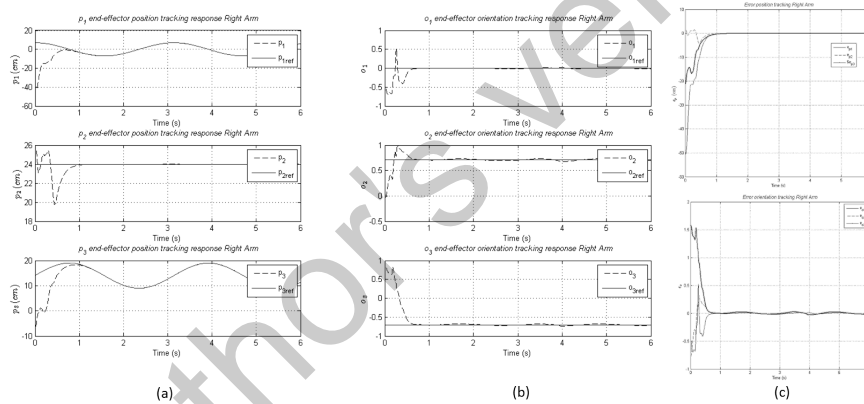 p1 end-effector position tracking response Right Arm
20
0
-20
-40
-60
p1(cm)
p1
p1ref
0 1 2 3 4 5 6
Time (s)
p2 end-effector position tracking response Right Arm
26
24
22
20
18
p2(cm)
p2
p2ref
0 1 2 3 4 5 6
Time (s)
p3 end-effector position tracking response Right Arm
20
10
0
-10
p3(cm)
p3
p3ref
0 1 2 3 4 5 6
Time (s)
(a)
o1 end-effector orientation tracking response Right Arm
1
0.5
0
0.5
1
o1
o1
o1ref
0 1 2 3 4 5 6
Time (s)
o2 end-effector orientation tracking response Right Arm
1
0.5
0
0.5
o2
o2
o2ref
0 1 2 3 4 5 6
Time (s)
o3 end-effector orientation tracking response Right Arm
1
0.5
0
0.5
-1
o3
o3
o3ref
0 1 2 3 4 5 6
Time (s)
(b)
Error position tracking Right Arm
Time (s)
Error orientation tracking Right Arm
Time (s)
(c)
thor's ver